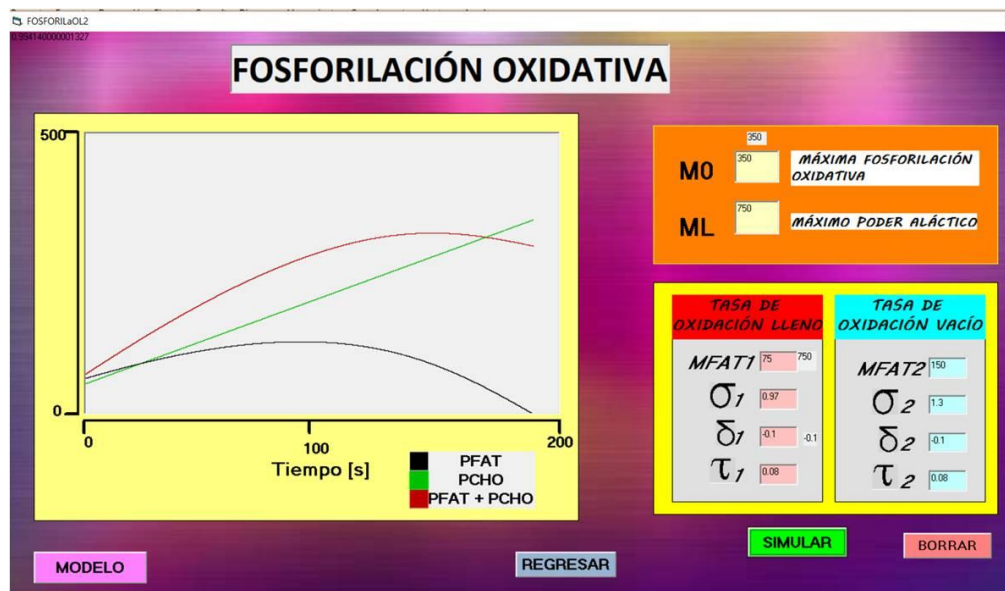 FOSFORILaOL2
0.994140000001327
FOSFORILACIÓN OXIDATIVA
500
0
0
100
200
Tiempo [s]
PFAT
PCHO
PFAT + PCHO
350
M0
350
MÁXIMA FOSFORILACIÓN
OXIDATIVA
ML
750
MÁXIMO PODER ALÁCTICO
TASA DE
OXIDACIÓN LLENO
MFAT1
75
750
σ1
0.97
δ1
-0.1
-0.1
τ1
0.08
TASA DE
OXIDACIÓN VACÍO
MFAT2
150
σ2
1.3
δ2
-0.1
τ2
0.08
SIMULAR
BORRAR
MODELO
REGRESAR